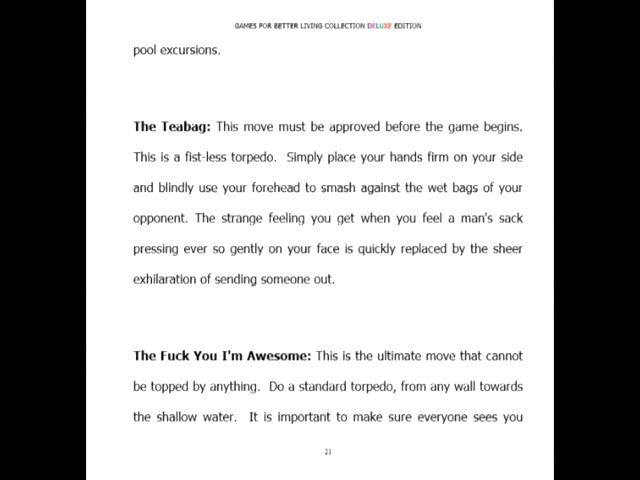 GAMES FOR BETTER LIVING COLLECTION DELUXE EDITION
pool excursions.
The Teabag: This move must be approved before the game begins.
This is a fist-less torpedo. Simply place your hands firm on your side
and blindly use your forehead to smash against the wet bags of your
opponent. The strange feeling you get when you feel a man's sack
pressing ever so gently on your face is quickly replaced by the sheer
exhilaration of sending someone out.
The Fuck You I'm Awesome: This is the ultimate move that cannot
be topped by anything. Do a standard torpedo, from any wall towards
the shallow water. It is important to make sure everyone sees you
21